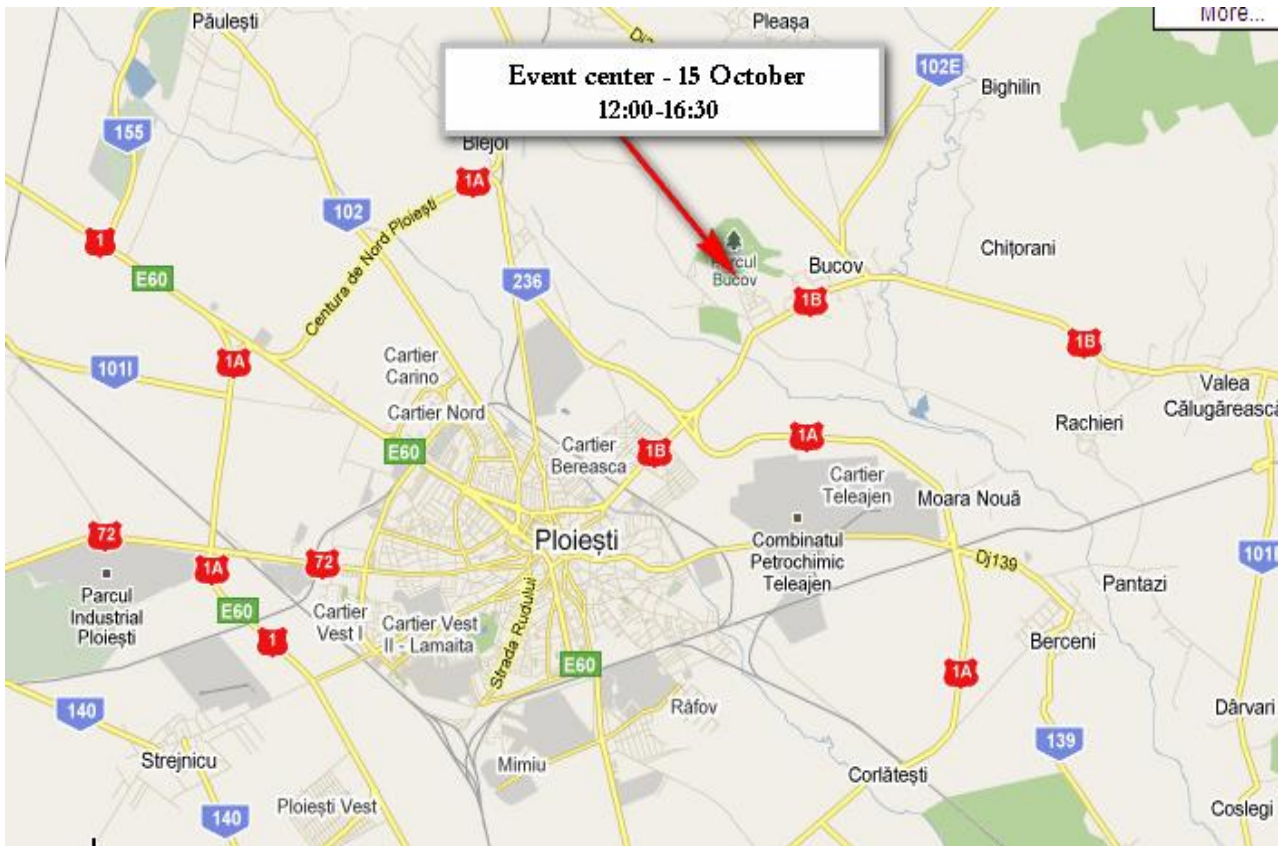 Păulești
Pleașa
More...
102E
Bighilin
Event center - 15 October
12:00-16:30
155
Blejoi
1A
102
1
Centura de Nord Ploiești
E60
236
Parcul
Bucov
Bucov
Chițorani
1B
1B
101I
1A
Cartier
Carino
Cartier Nord
Valea
Călugărească
Rachieri
E60
Cartier
Bereasca
1B
1A
Cartier
Teleajen
Moara Nouă
72
Ploiești
Combinatul
Petrochimic
Teleajen
Dj139
1A
72
Parcul
Industrial
Ploiești
E60
1
Cartier
Vest I
Cartier Vest
II - Lamaita
Strada Rudului
Pantazi
Berceni
E60
1A
140
Râfov
Dârvari
Strejnicu
Mimiu
139
Corlătești
Ploiești Vest
140
Coslegi